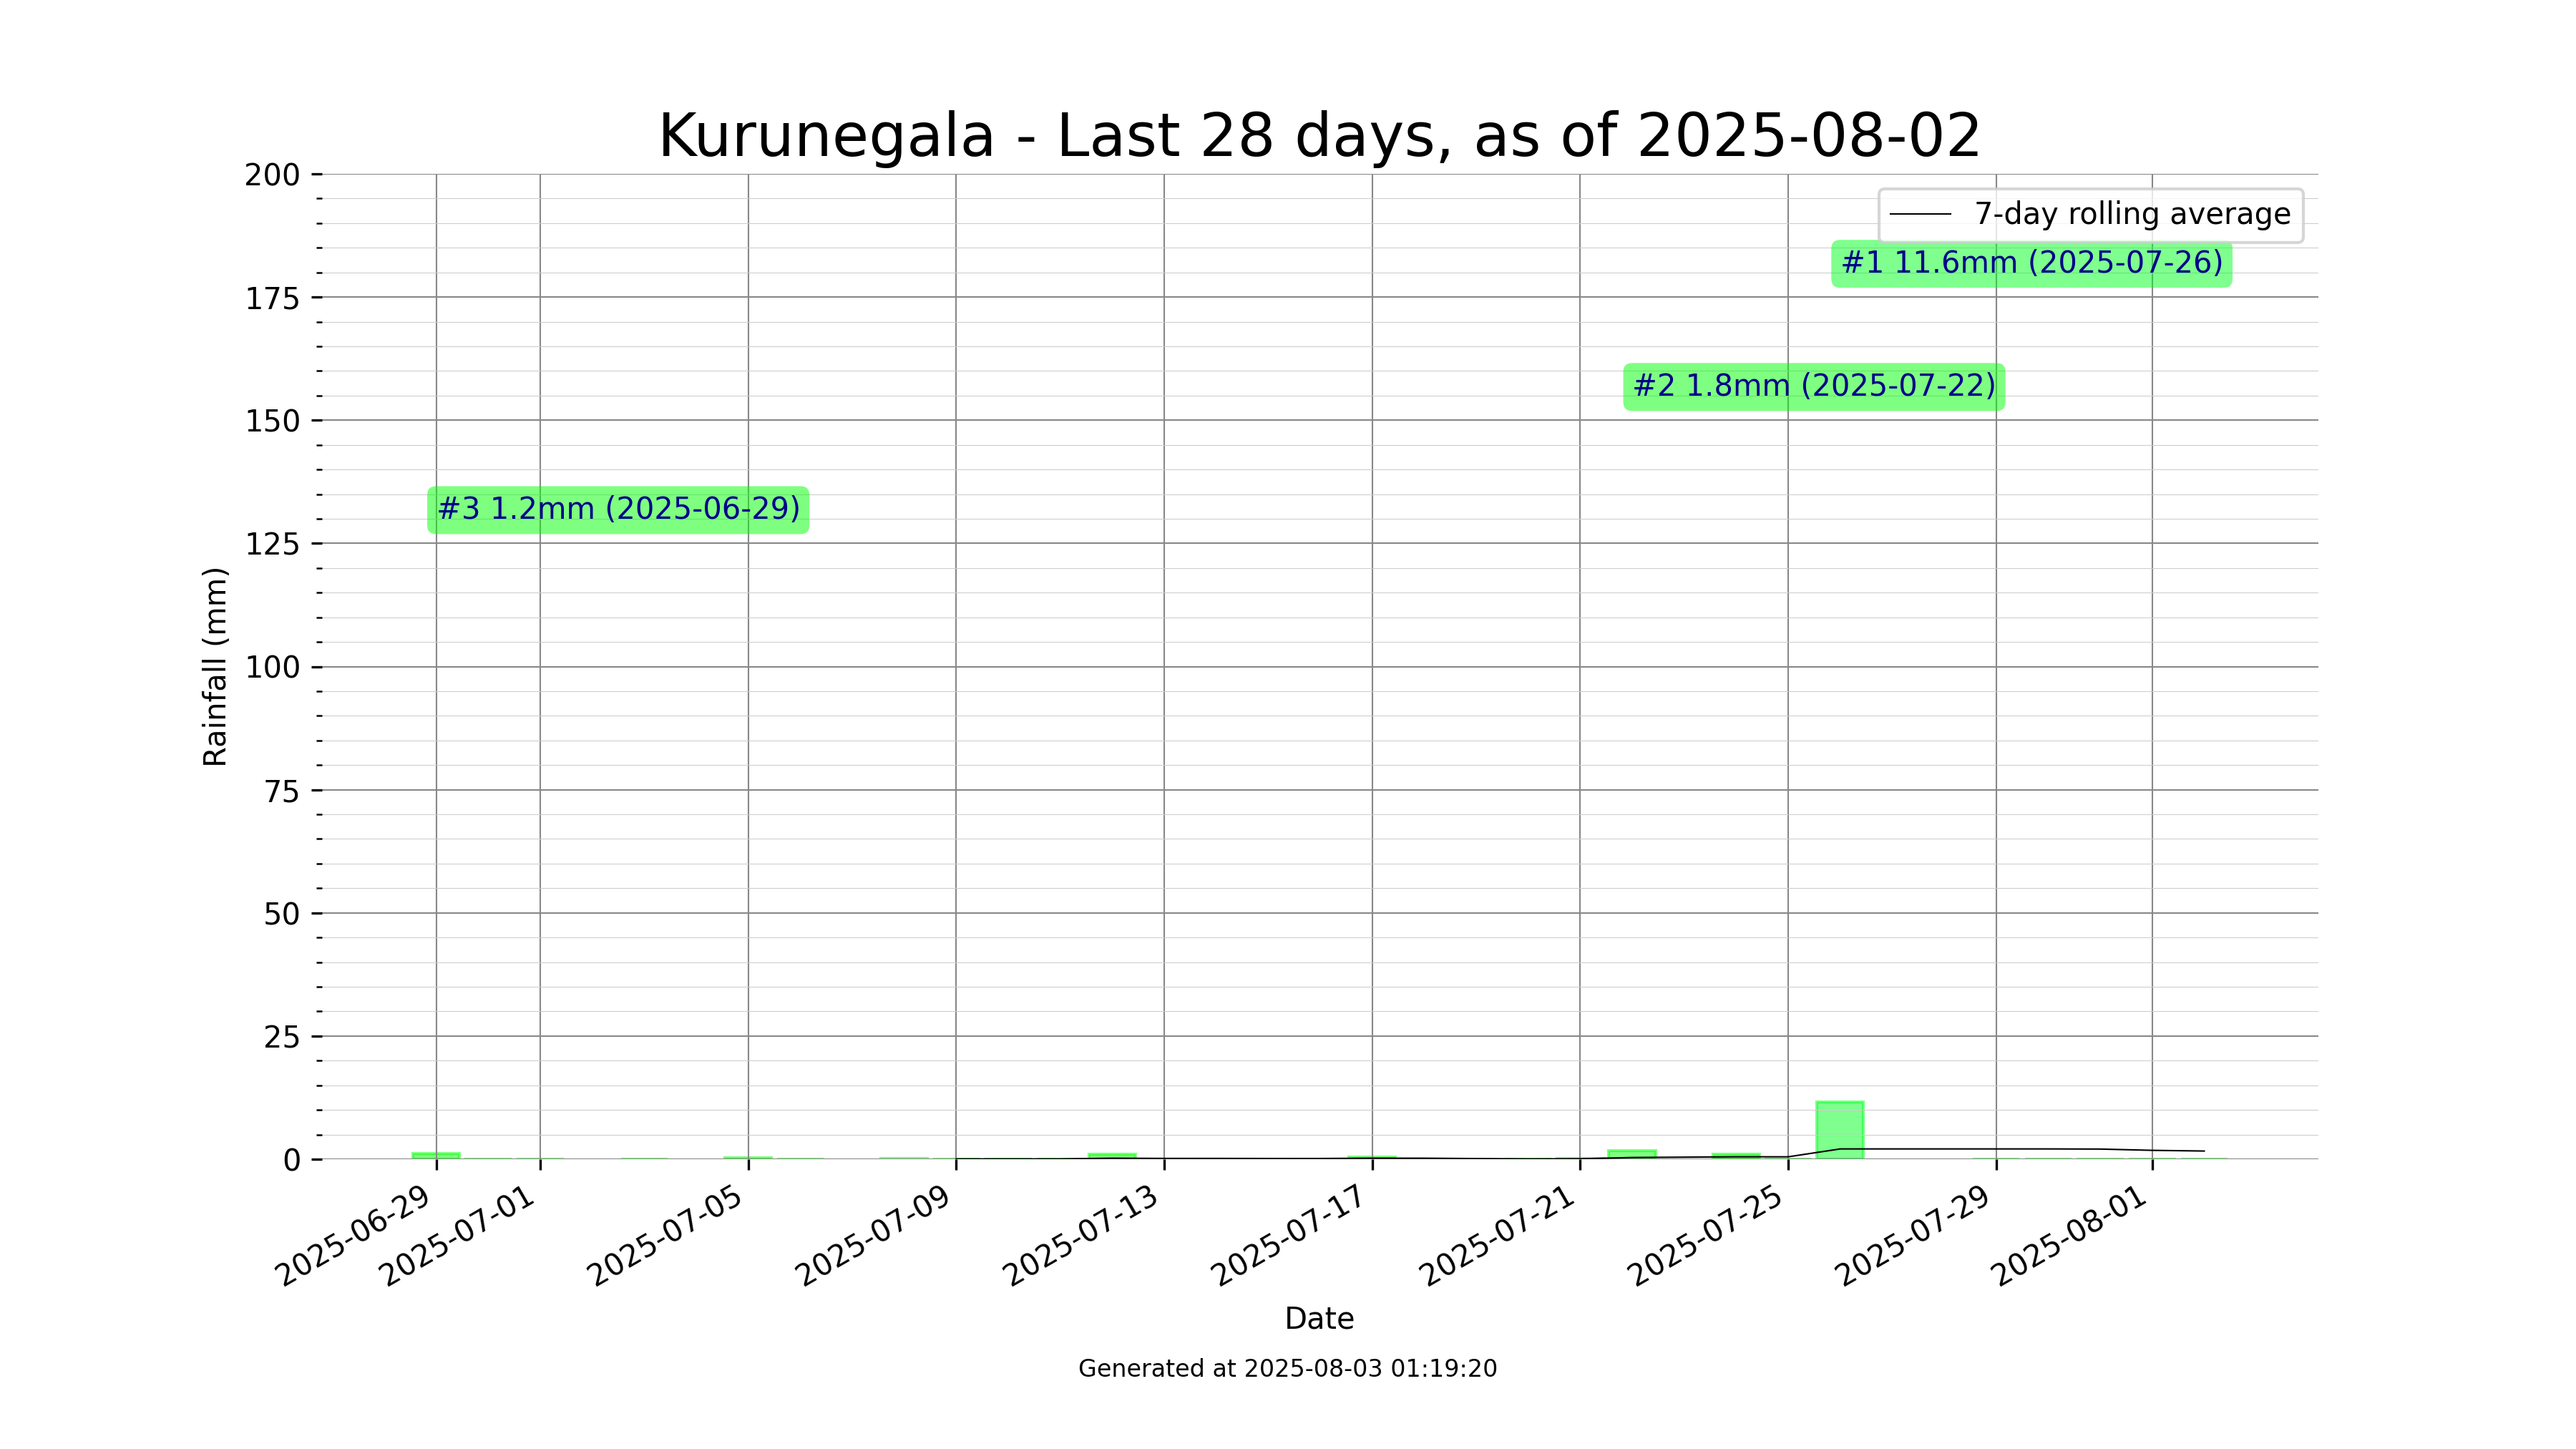 Kurunegala - Last 28 days, as of 2025-08-02
200
175
150
125
100
75
50
25
0
Rainfall (mm)
7-day rolling average
#1 11.6mm (2025-07-26)
#2 1.8mm (2025-07-22)
#3 1.2mm (2025-06-29)
2025-06-29
2025-07-01
2025-07-05
2025-07-09
2025-07-13
2025-07-17
2025-07-21
2025-07-25
2025-07-29
2025-08-01
Date
Generated at 2025-08-03 01:19:20